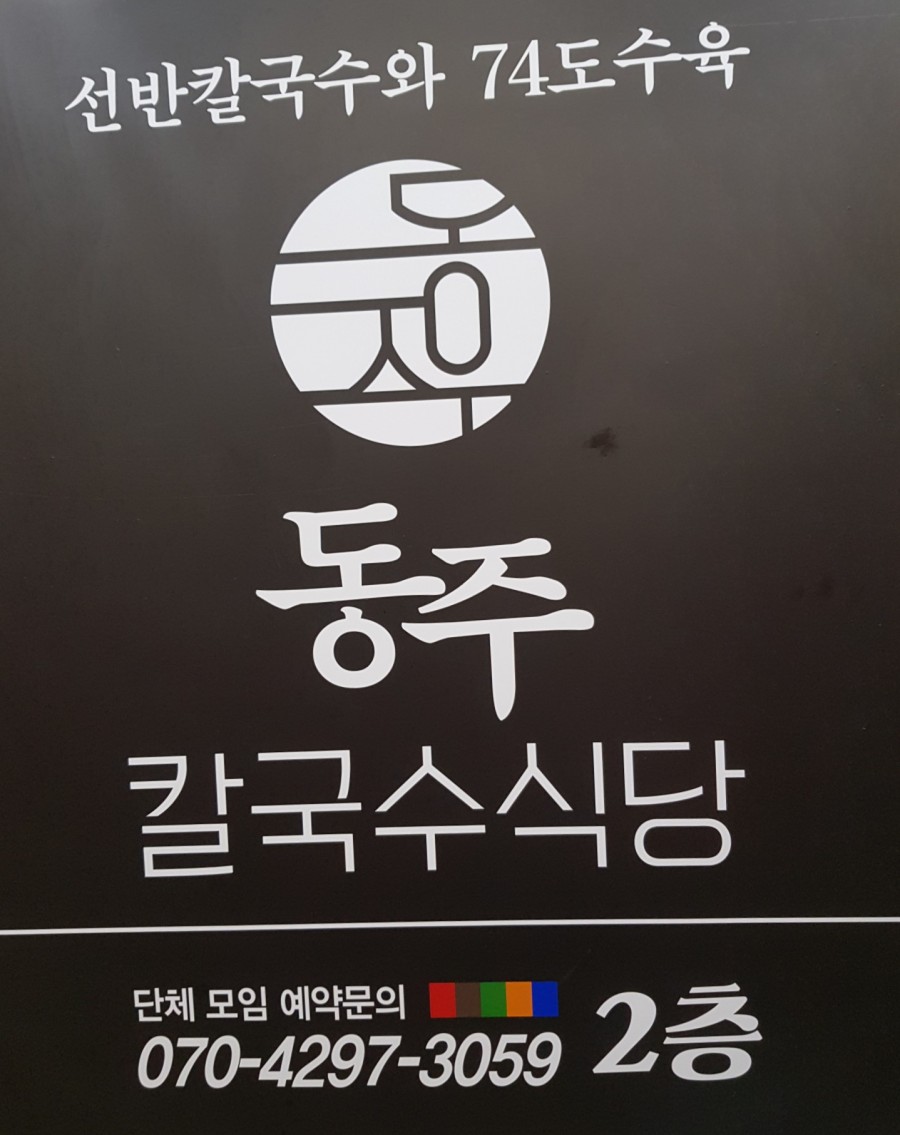 선반칼국수와 74도수육
동주
칼국수식당
단체 모임 예약문의
070-4297-3059
2층